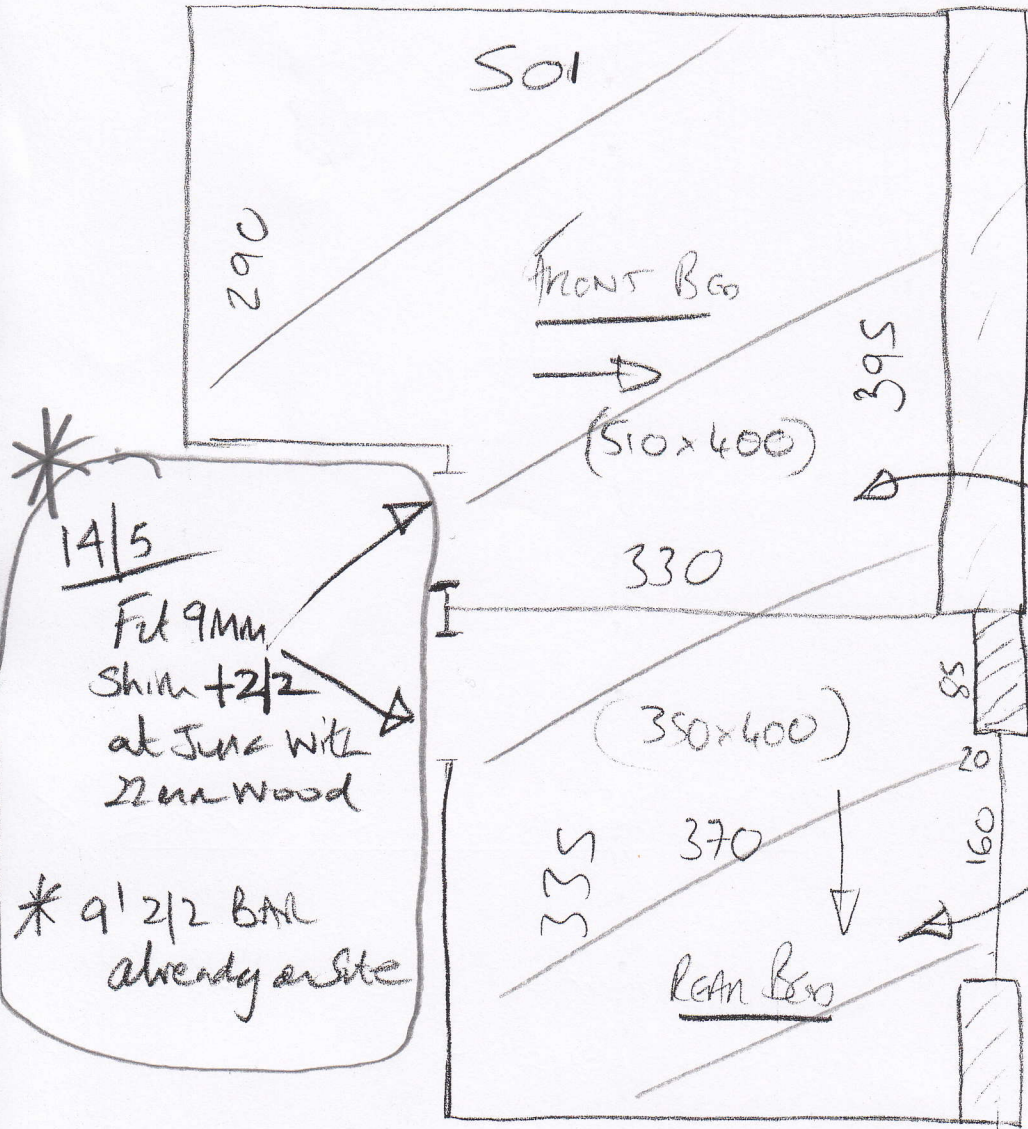 501
290
FRONT BED
395
(510x400)
14/5
330
Fit 9mm
Shim +2/2
at Junc with
22mm Wood
85
(350x400)
20
160
335
370
* 9' 2/2 BAR
already on Site
REAR BED